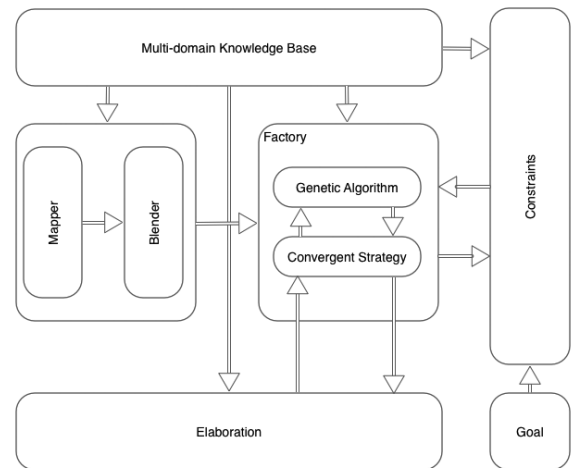 Multi-domain Knowledge Base
Mapper
Blender
Factory
Genetic Algorithm
Convergent Strategy
Constraints
Elaboration
Goal